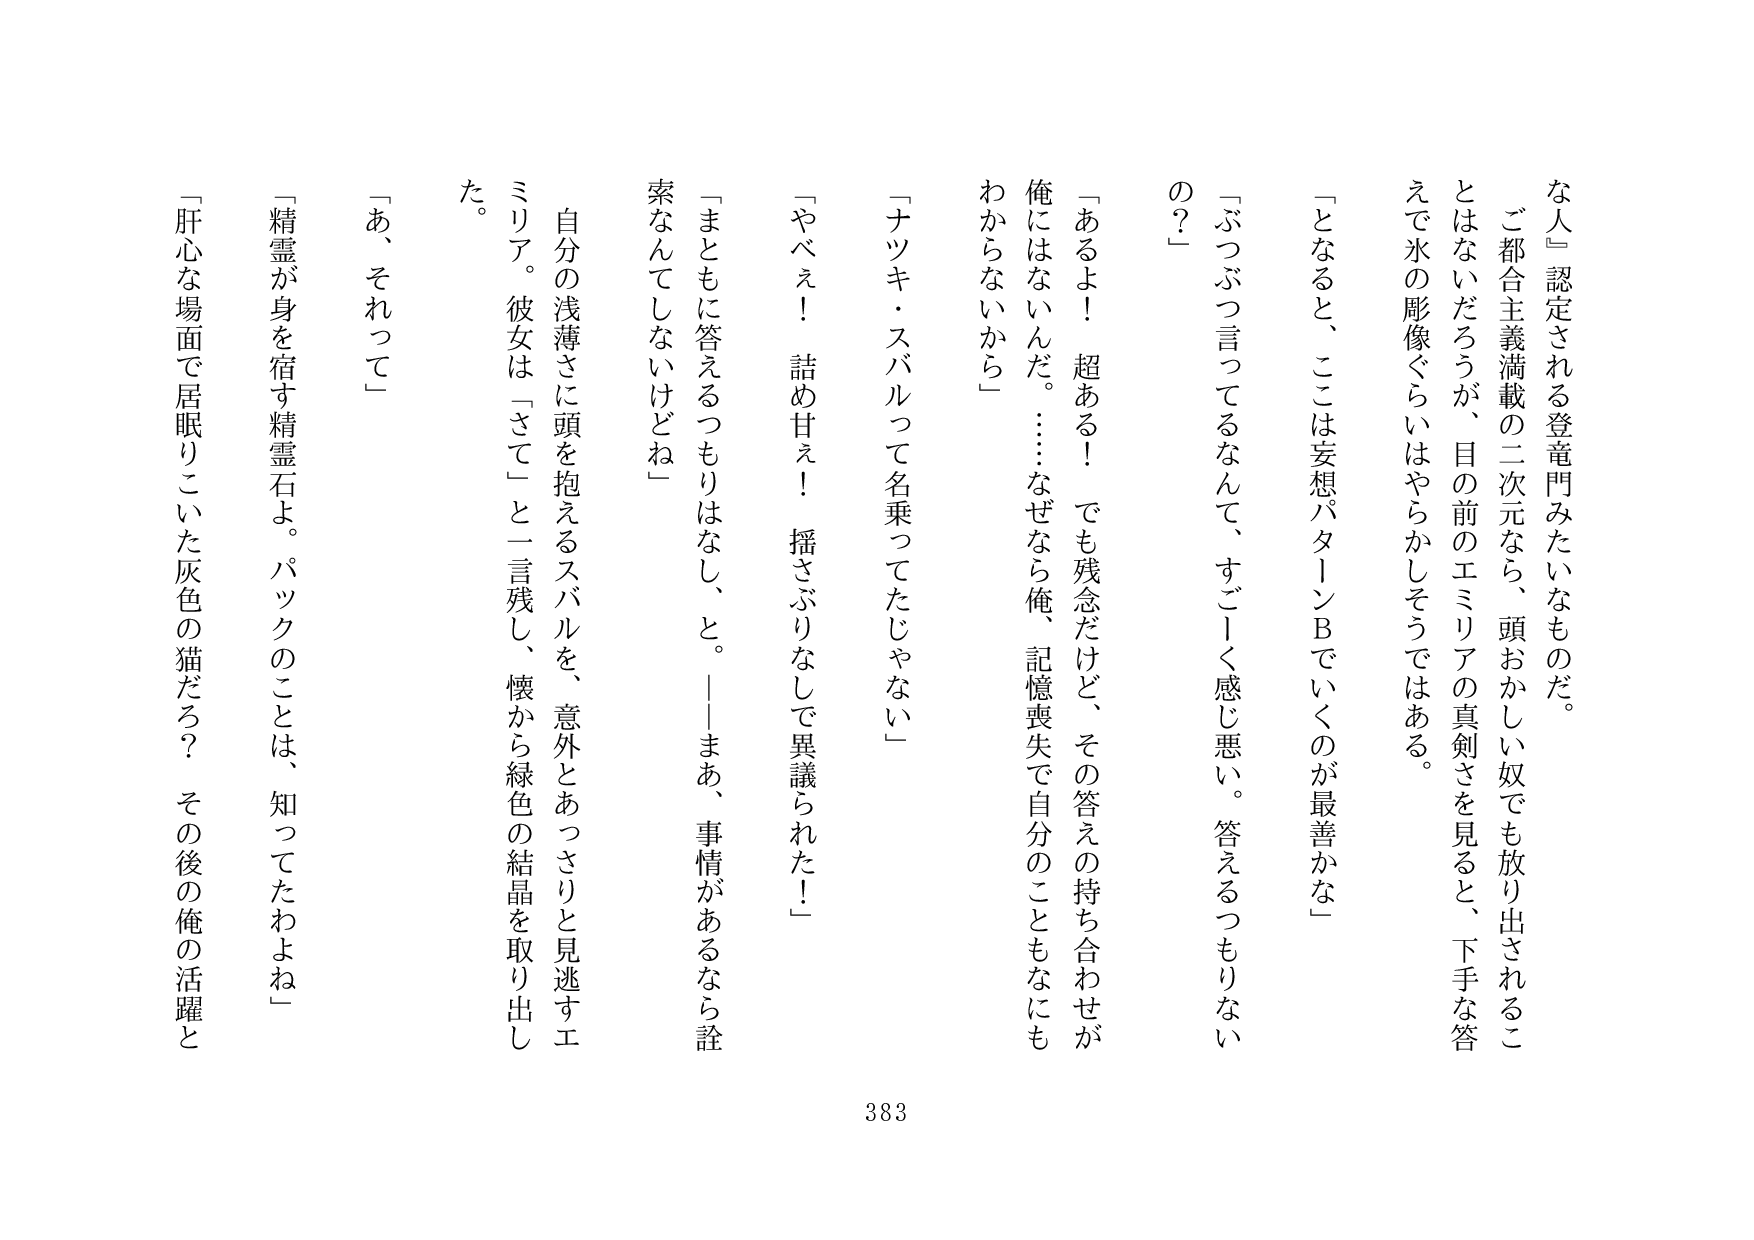 な人』認定される登竜門みたいなものだ。
　ご都合主義満載の二次元なら、頭おかしい奴でも放り出されるこ
とはないだろうが、目の前のエミリアの真剣さを見ると、下手な答
えで氷の彫像ぐらいはやらかしそうではある。
「となると、ここは妄想パターンＢでいくのが最善かな」
「ぶつぶつ言ってるなんて、すごーく感じ悪い。答えるつもりない
の？」
「あるよ！　超ある！　でも残念だけど、その答えの持ち合わせが
俺にはないんだ。……なぜなら俺、記憶喪失で自分のこともなにも
わからないから」
「ナツキ・スバルって名乗ってたじゃない」
「やべぇ！　詰め甘ぇ！　揺さぶりなしで異議られた！」
「まともに答えるつもりはなし、と。――まあ、事情があるなら詮
索なんてしないけどね」
　自分の浅薄さに頭を抱えるスバルを、意外とあっさりと見逃すエ
ミリア。彼女は「さて」と一言残し、懐から緑色の結晶を取り出し
た。
「あ、それって」
「精霊が身を宿す精霊石よ。パックのことは、知ってたわよね」
「肝心な場面で居眠りこいた灰色の猫だろ？　その後の俺の活躍と
383